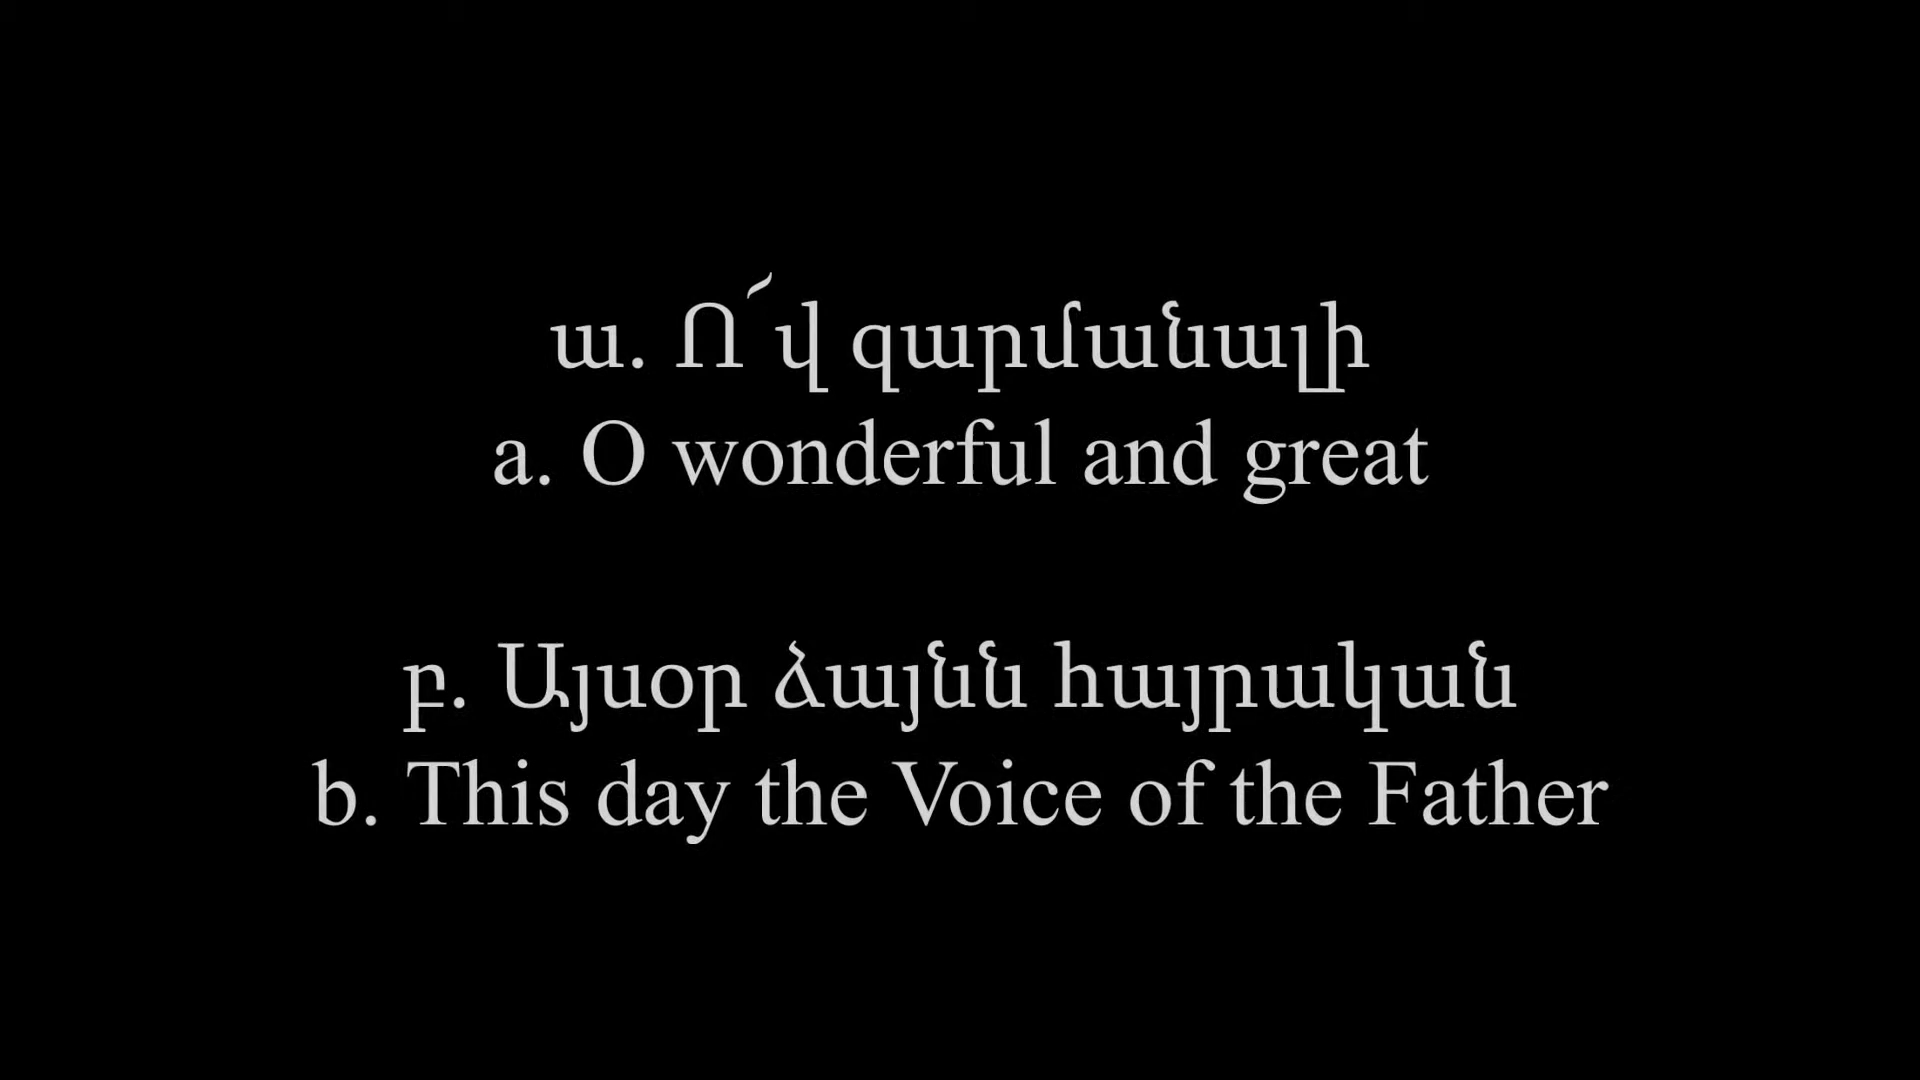 ա. Ո՜վ զարմանալի
a. O wonderful and great
բ. Այսօր ձայնն հայրական
b. This day the Voice of the Father